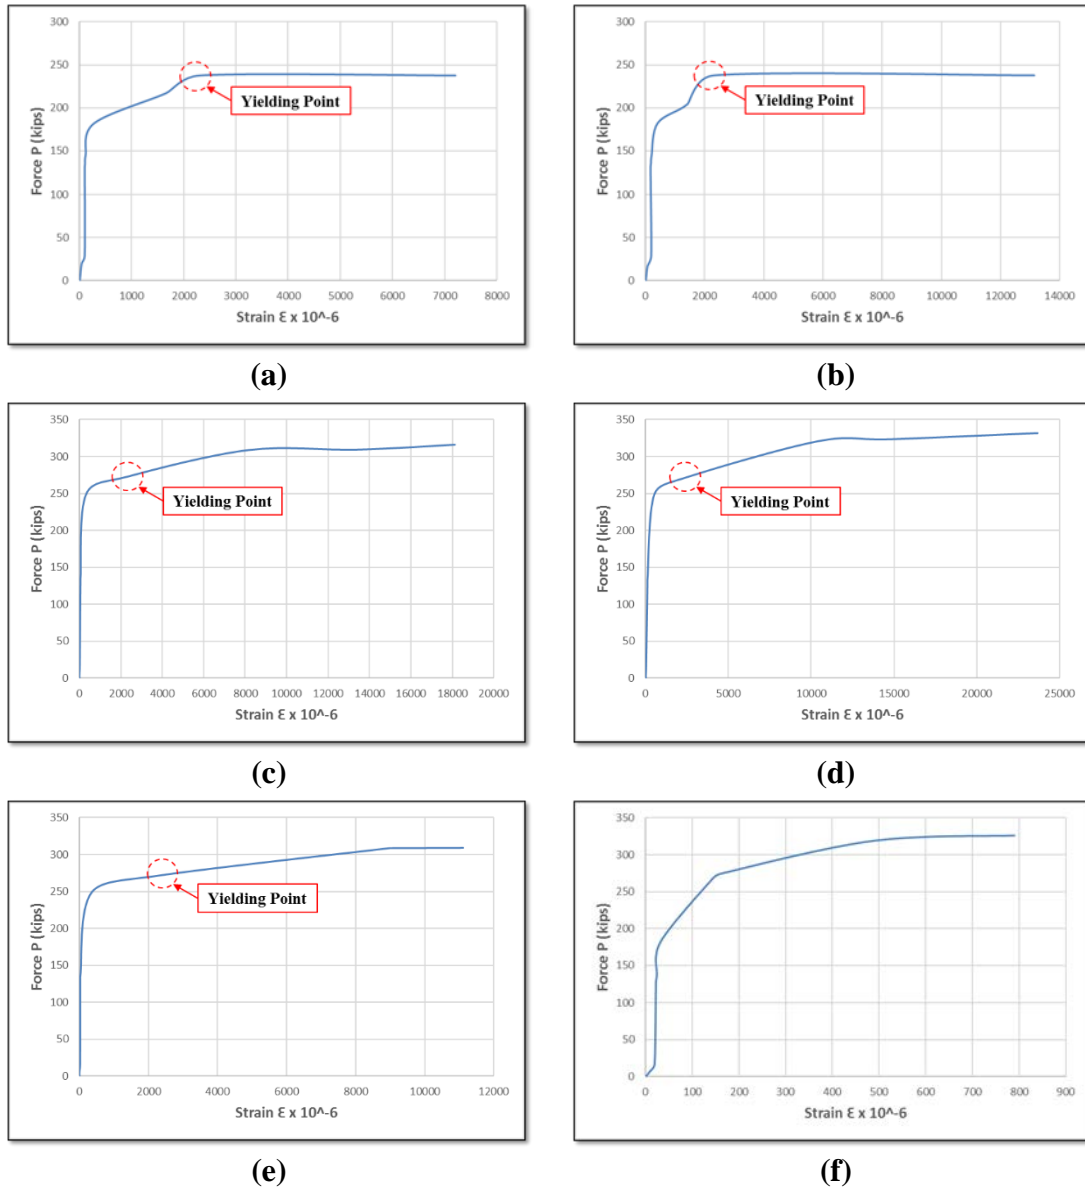 300
250
200
150
100
50
0
Force P (kips)
Yielding Point
0 1000 2000 3000 4000 5000 6000 7000 8000
Strain Ɛ x 10^-6
(a)
300
250
200
150
100
50
0
Force P (kips)
Yielding Point
0 2000 4000 6000 8000 10000 12000 14000
Strain Ɛ x 10^-6
(b)
350
300
250
200
150
100
50
0
Force P (kips)
Yielding Point
0 2000 4000 6000 8000 10000 12000 14000 16000 18000 20000
Strain Ɛ x 10^-6
(c)
350
300
250
200
150
100
50
0
Force P (kips)
Yielding Point
0 5000 10000 15000 20000 25000
Strain Ɛ x 10^-6
(d)
350
300
250
200
150
100
50
0
Force P (kips)
Yielding Point
0 2000 4000 6000 8000 10000 12000
Strain Ɛ x 10^-6
(e)
350
300
250
200
150
100
50
0
Force P (kips)
0 100 200 300 400 500 600 700 800 900
Strain Ɛ x 10^-6
(f)